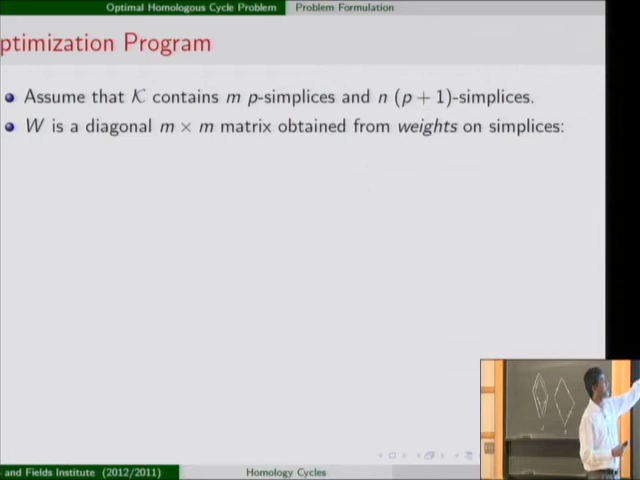 Optimal Homologous Cycle Problem Problem Formulation
ptimization Program
Assume that K contains m p-simplices and n (p + 1)-simplices.
W is a diagonal m × m matrix obtained from weights on simplices:
and Fields Institute (2012/2011) Homology Cycles